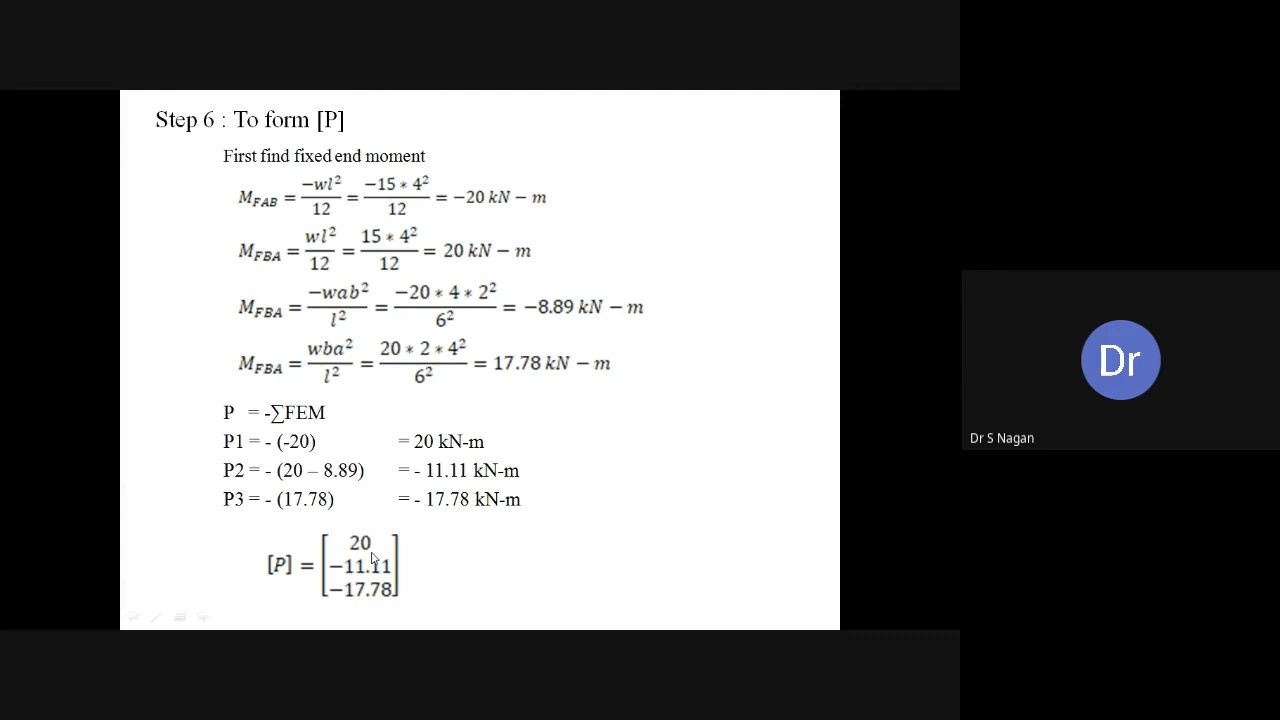 Step 6 : To form [P]
First find fixed end moment
M_FAB = −wl²/12 = −15 ∗ 4²/12 = −20 kN − m
M_FBA = wl²/12 = 15 ∗ 4²/12 = 20 kN − m
M_FBA = −wab²/l² = −20 ∗ 4 ∗ 2²/6² = −8.89 kN − m
M_FBA = wba²/l² = 20 ∗ 2 ∗ 4²/6² = 17.78 kN − m
P = -∑FEM
P1 = - (-20) = 20 kN-m
P2 = - (20 – 8.89) = - 11.11 kN-m
P3 = - (17.78) = - 17.78 kN-m
[P] = [20
−11.11
−17.78]
Dr
Dr S Nagan